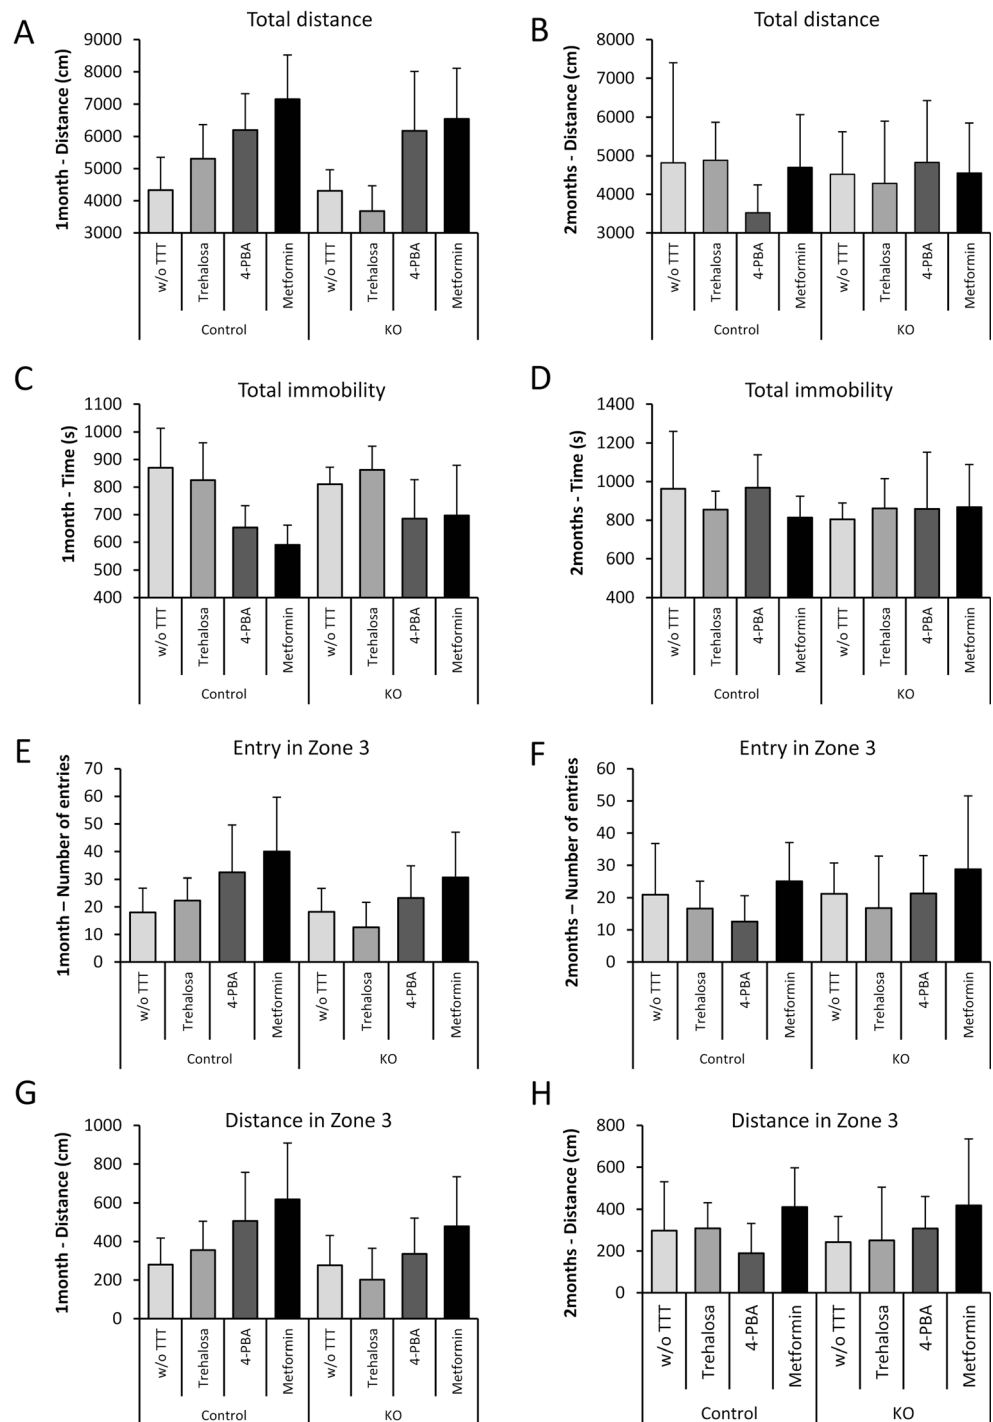 A
Total distance
1month - Distance (cm)
9000
8000
7000
6000
5000
4000
3000
w/o TTT
Trehalosa
4-PBA
Metformin
w/o TTT
Trehalosa
4-PBA
Metformin
Control
KO
B
Total distance
2months - Distance (cm)
8000
7000
6000
5000
4000
3000
w/o TTT
Trehalosa
4-PBA
Metformin
w/o TTT
Trehalosa
4-PBA
Metformin
Control
KO
C
Total immobility
1month - Time (s)
1100
1000
900
800
700
600
500
400
w/o TTT
Trehalosa
4-PBA
Metformin
w/o TTT
Trehalosa
4-PBA
Metformin
Control
KO
D
Total immobility
2months - Time (s)
1400
1200
1000
800
600
400
w/o TTT
Trehalosa
4-PBA
Metformin
w/o TTT
Trehalosa
4-PBA
Metformin
Control
KO
E
Entry in Zone 3
1month – Number of entries
70
60
50
40
30
20
10
0
w/o TTT
Trehalosa
4-PBA
Metformin
w/o TTT
Trehalosa
4-PBA
Metformin
Control
KO
F
Entry in Zone 3
2months – Number of entries
60
50
40
30
20
10
0
w/o TTT
Trehalosa
4-PBA
Metformin
w/o TTT
Trehalosa
4-PBA
Metformin
Control
KO
G
Distance in Zone 3
1month - Distance (cm)
1000
800
600
400
200
0
w/o TTT
Trehalosa
4-PBA
Metformin
w/o TTT
Trehalosa
4-PBA
Metformin
Control
KO
H
Distance in Zone 3
2months - Distance (cm)
800
600
400
200
0
w/o TTT
Trehalosa
4-PBA
Metformin
w/o TTT
Trehalosa
4-PBA
Metformin
Control
KO